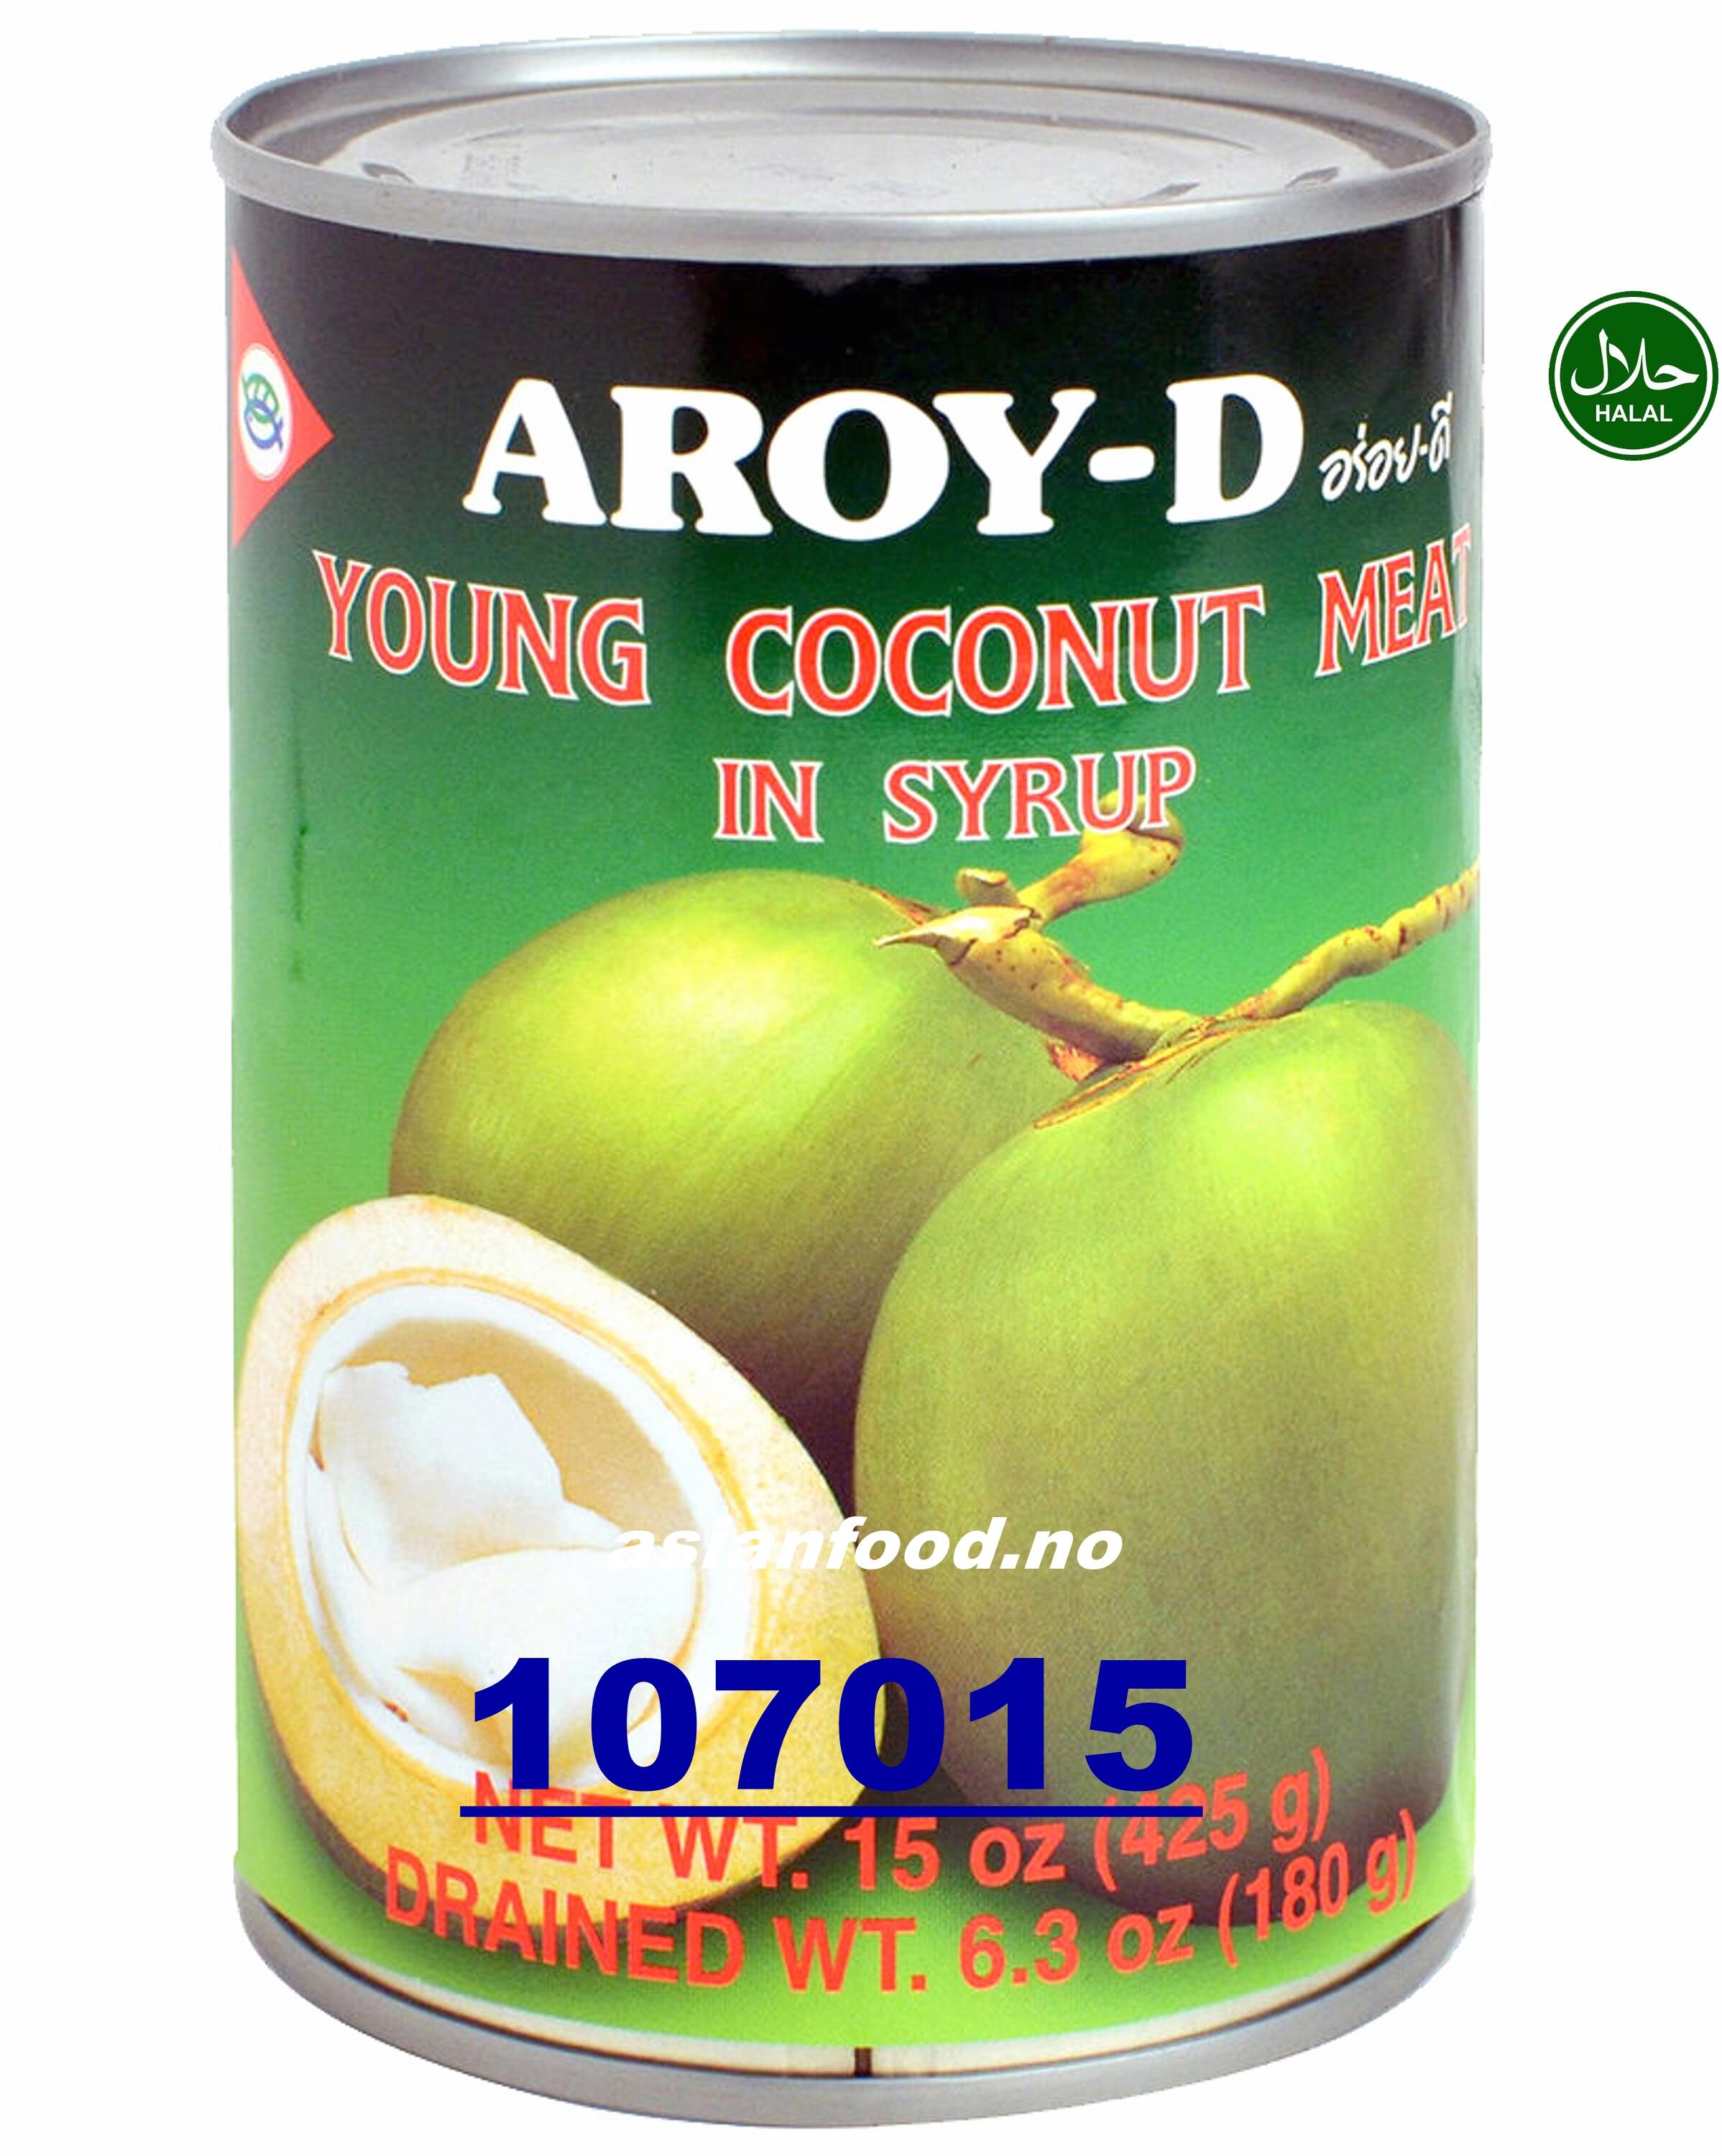 AROY-D อร่อย-ดี
حلال
HALAL
YOUNG COCONUT MEAT
IN SYRUP
asianfood.no
107015
NET WT. 15 oz (425 g)
DRAINED WT. 6.3 oz (180 g)